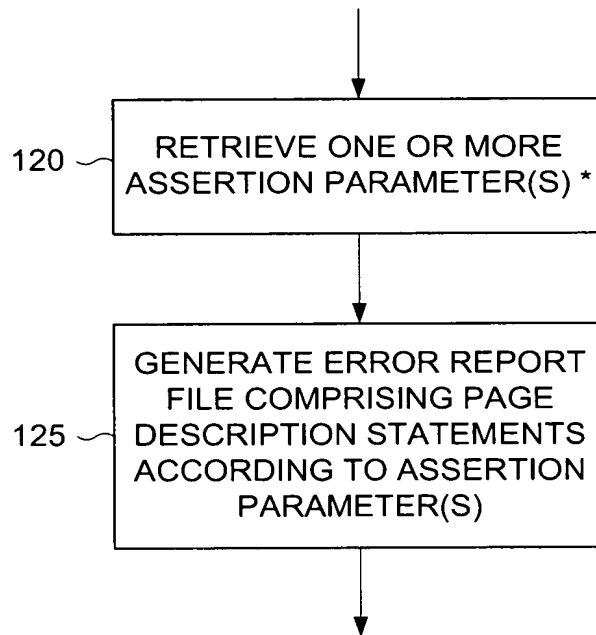 120
RETRIEVE ONE OR MORE
ASSERTION PARAMETER(S) *
125
GENERATE ERROR REPORT
FILE COMPRISING PAGE
DESCRIPTION STATEMENTS
ACCORDING TO ASSERTION
PARAMETER(S)